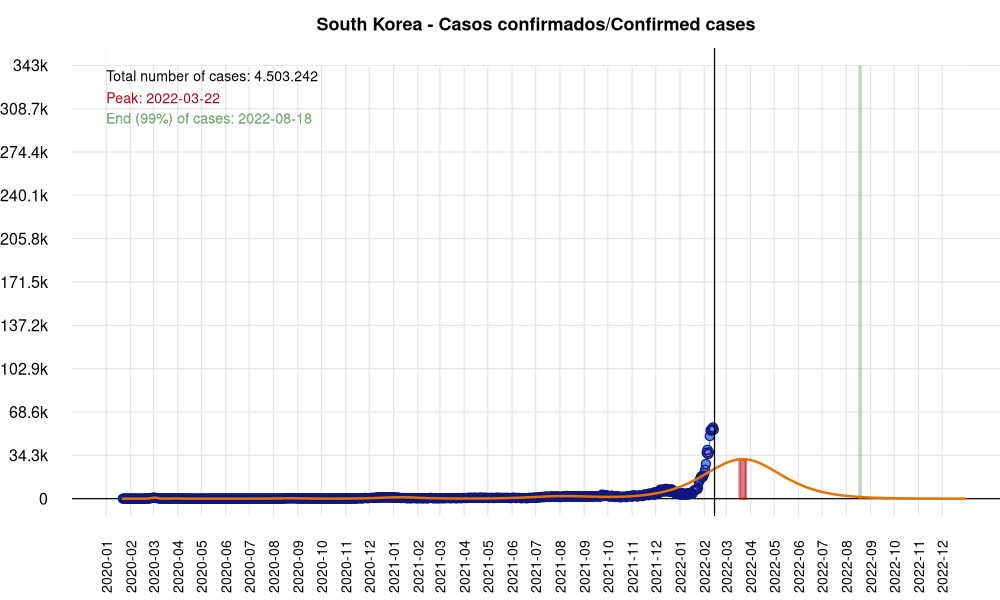 South Korea - Casos confirmados/Confirmed cases
343k
308.7k
274.4k
240.1k
205.8k
171.5k
137.2k
102.9k
68.6k
34.3k
0
Total number of cases: 4.503.242
Peak: 2022-03-22
End (99%) of cases: 2022-08-18
2020-01
2020-02
2020-03
2020-04
2020-05
2020-06
2020-07
2020-08
2020-09
2020-10
2020-11
2020-12
2021-01
2021-02
2021-03
2021-04
2021-05
2021-06
2021-07
2021-08
2021-09
2021-10
2021-11
2021-12
2022-01
2022-02
2022-03
2022-04
2022-05
2022-06
2022-07
2022-08
2022-09
2022-10
2022-11
2022-12